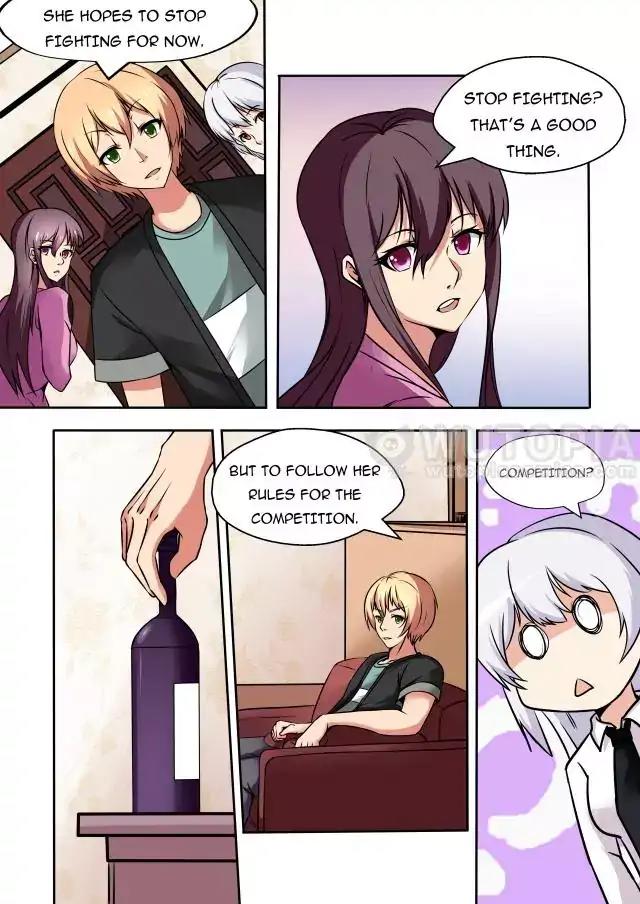 SHE HOPES TO STOP
FIGHTING FOR NOW.
STOP FIGHTING?
THAT'S A GOOD
THING.
WUTOPIA
BUT TO FOLLOW HER
RULES FOR THE
COMPETITION.
COMPETITION?